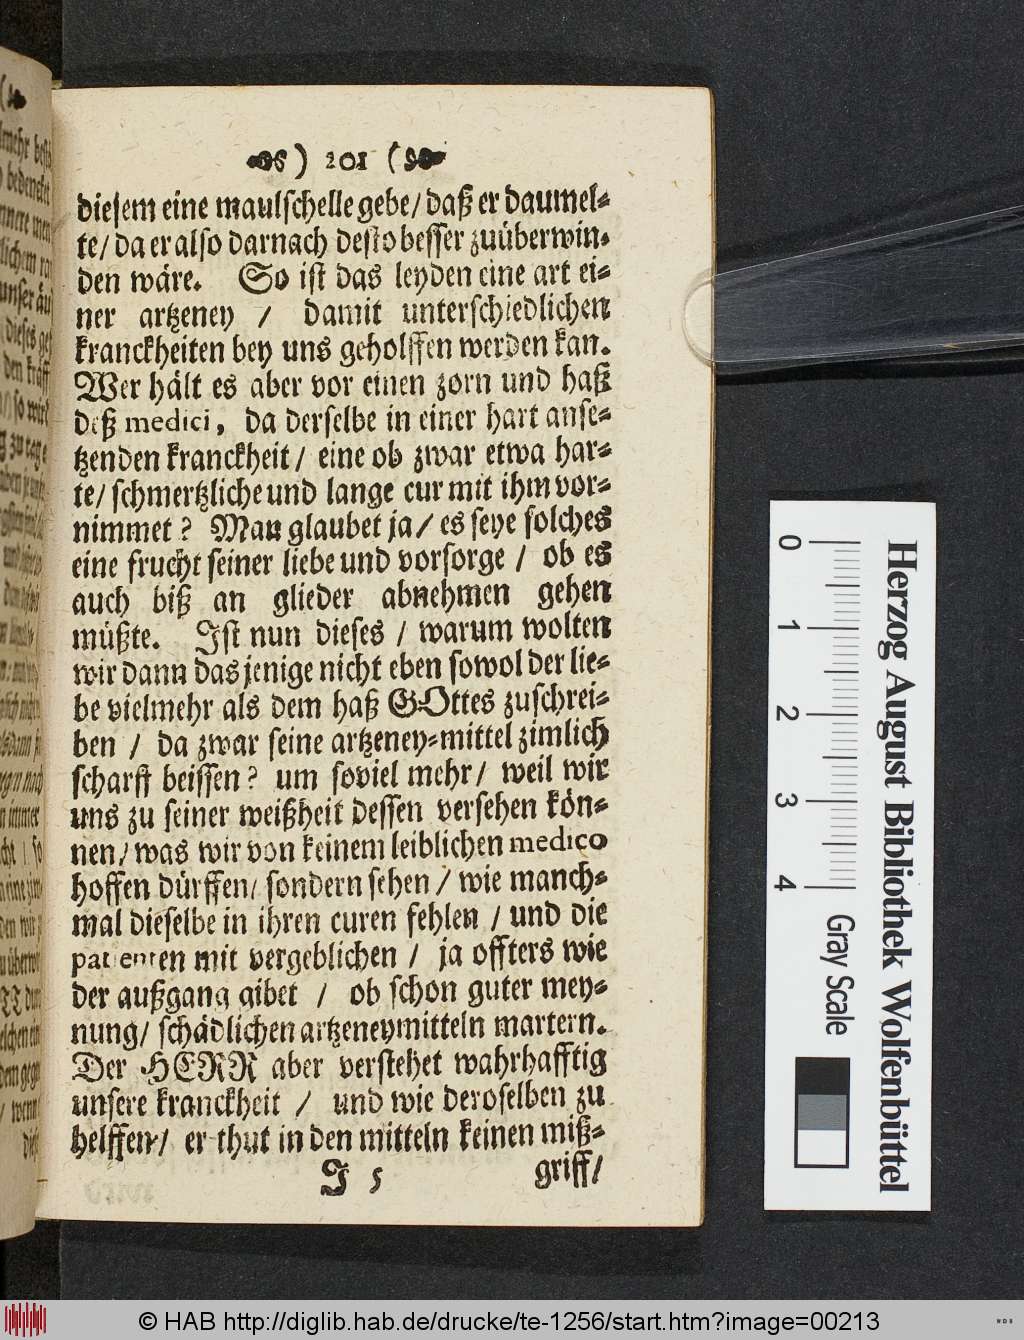 ) 201 (
diesem eine maulschelle gebe/ daß er daumel-
te/ da er also darnach desto besser zuüberwin-
den wäre. So ist das leyden eine art ei-
ner artzeney / damit unterschiedlichen
kranckheiten bey uns geholffen werden kan.
Wer hält es aber vor einen zorn und haß
deß medici, da derselbe in einer hart anse-
tzenden kranckheit / eine ob zwar etwa har-
te/ schmertzliche und lange cur mit ihm vor-
nimmet ? Man glaubet ja/ es seye solches
eine frucht seiner liebe und vorsorge / ob es
auch biß an glieder abnehmen gehen
müßte. Ist nun dieses / warum wolten
wir dann dasjenige nicht eben sowol der lie-
be vielmehr als dem haß GOttes zuschrei-
ben / da zwar seine artzeney-mittel zimlich
scharff beissen? um soviel mehr/ weil wir
uns zu seiner weißheit dessen versehen kön-
nen/ was wir von keinem leiblichen medico
hoffen dürffen/ sondern sehen / wie manch-
mal dieselbe in ihren curen fehlen / und die
patienten mit vergeblichen / ja offters wie
der außgang gibet / ob schon guter mey-
nung/ schädlichen artzeneymitteln martern.
Der HERR aber verstehet wahrhafftig
unsere kranckheit / und wie deroselben zu
helffen/ er thut in den mitteln keinen miß-
J 5 griff/
Herzog August Bibliothek Wolfenbüttel
0 1 2 3 4 Gray Scale
© HAB http://diglib.hab.de/drucke/te-1256/start.htm?image=00213